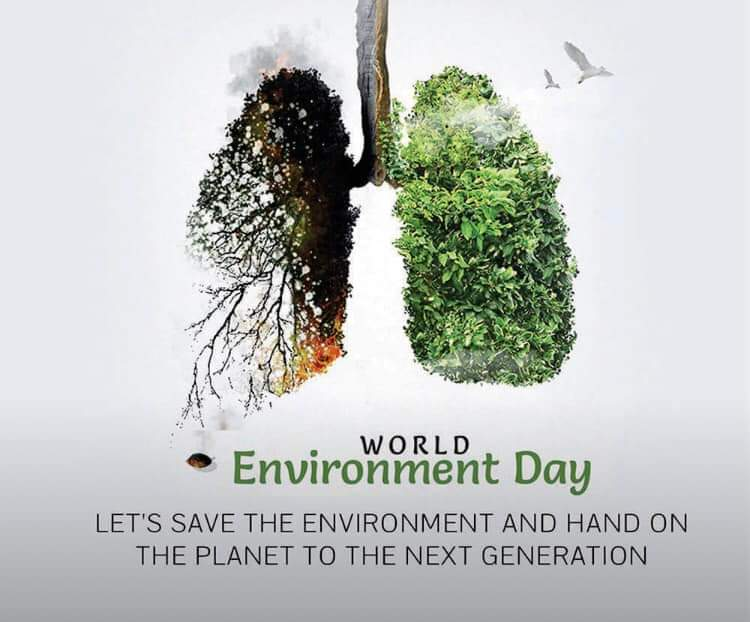 WORLD
Environment Day
LET'S SAVE THE ENVIRONMENT AND HAND ON
THE PLANET TO THE NEXT GENERATION